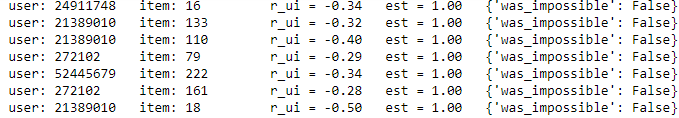 user: 24911748 item: 16 r_ui = -0.34 est = 1.00 {'was_impossible': False}
user: 21389010 item: 133 r_ui = -0.32 est = 1.00 {'was_impossible': False}
user: 21389010 item: 110 r_ui = -0.40 est = 1.00 {'was_impossible': False}
user: 272102 item: 79 r_ui = -0.29 est = 1.00 {'was_impossible': False}
user: 52445679 item: 222 r_ui = -0.34 est = 1.00 {'was_impossible': False}
user: 272102 item: 161 r_ui = -0.28 est = 1.00 {'was_impossible': False}
user: 21389010 item: 18 r_ui = -0.50 est = 1.00 {'was_impossible': False}